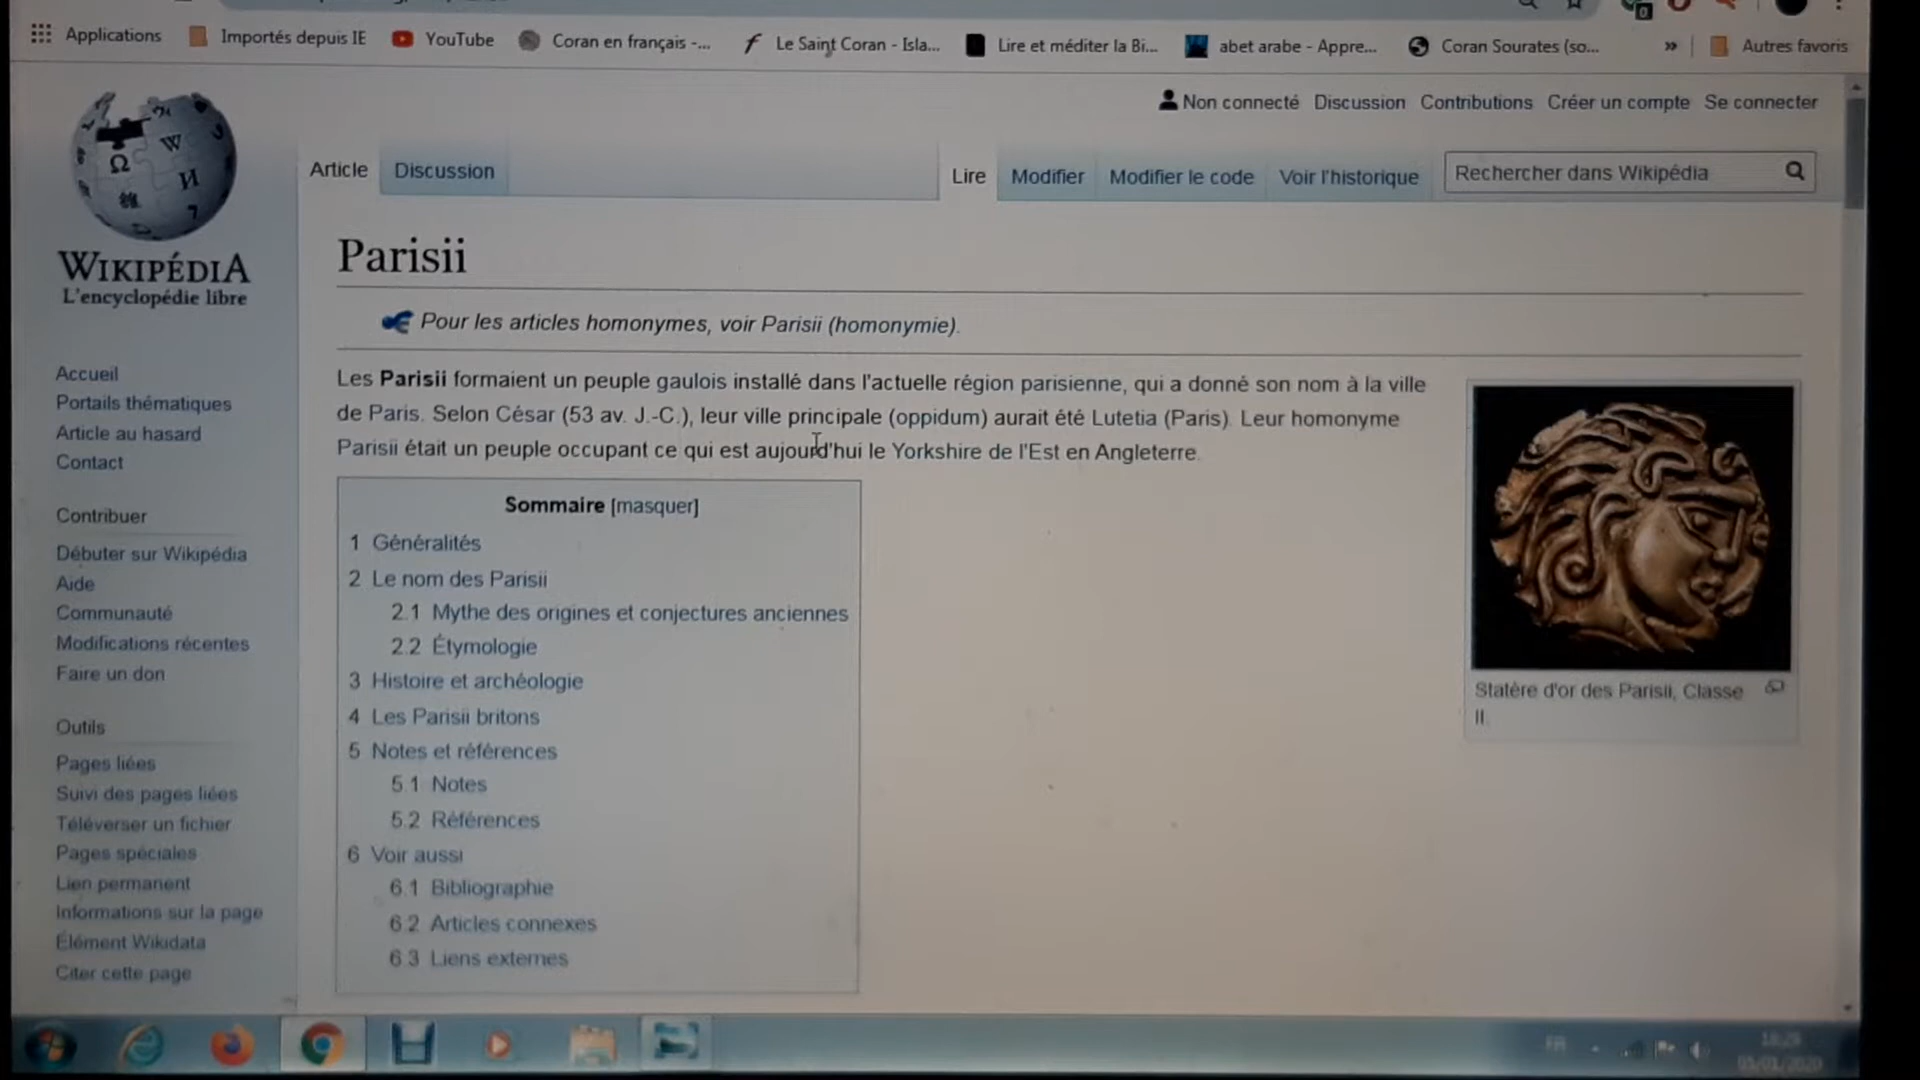 Applications
Importés depuis IE
YouTube
Coran en français -...
Le Saint Coran - Isla...
Lire et méditer la Bi...
abet arabe - Appre...
Coran Sourates (so...
»
Autres favoris
Non connecté Discussion Contributions Créer un compte Se connecter
Article Discussion
Lire Modifier Modifier le code Voir l'historique
Rechercher dans Wikipédia
WIKIPÉDIA
L'encyclopédie libre
Accueil
Portails thématiques
Article au hasard
Contact
Contribuer
Débuter sur Wikipédia
Aide
Communauté
Modifications récentes
Faire un don
Outils
Pages liées
Suivi des pages liées
Téléverser un fichier
Pages spéciales
Lien permanent
Informations sur la page
Élément Wikidata
Citer cette page
Parisii
Pour les articles homonymes, voir Parisii (homonymie).
Les Parisii formaient un peuple gaulois installé dans l'actuelle région parisienne, qui a donné son nom à la ville
de Paris. Selon César (53 av. J.-C.), leur ville principale (oppidum) aurait été Lutetia (Paris). Leur homonyme
Parisii était un peuple occupant ce qui est aujourd'hui le Yorkshire de l'Est en Angleterre.
Sommaire [masquer]
1 Généralités
2 Le nom des Parisii
2.1 Mythe des origines et conjectures anciennes
2.2 Étymologie
3 Histoire et archéologie
4 Les Parisii britons
5 Notes et références
5.1 Notes
5.2 Références
6 Voir aussi
6.1 Bibliographie
6.2 Articles connexes
6.3 Liens externes
Statère d'or des Parisii, Classe
II.
FR